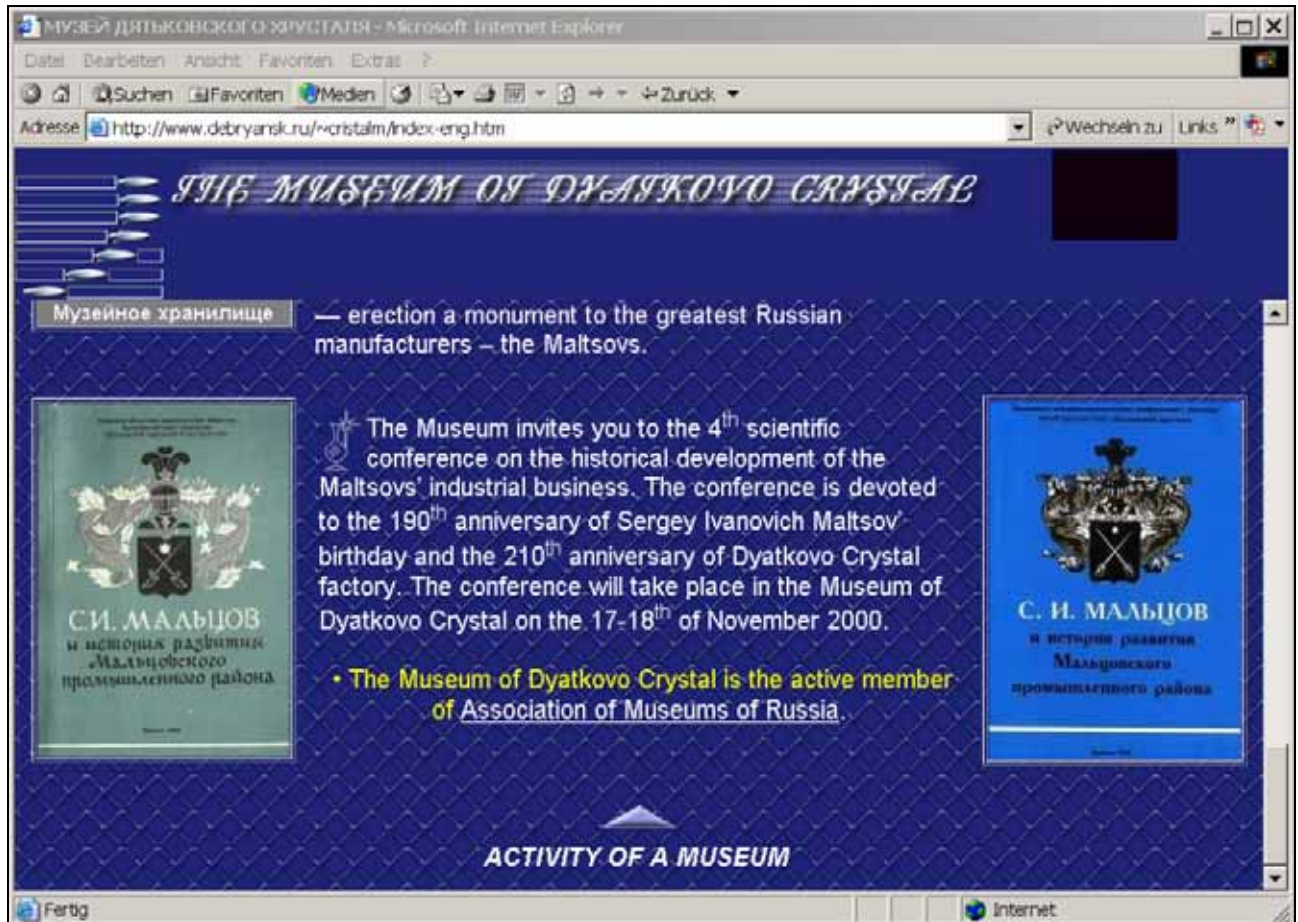 МУЗЕЙ ДЯТЬКОВСКОГО ХРУСТАЛЯ - Microsoft Internet Explorer
Datei Bearbeiten Ansicht Favoriten Extras ?
Suchen Favoriten Medien Zurück
Adresse http://www.debryansk.ru/~cristalm/index-eng.htm Wechseln zu Links »
THE MUSEUM OF DYATKOVO CRYSTAL
Музейное хранилище
— erection a monument to the greatest Russian
manufacturers – the Maltsovs.
The Museum invites you to the 4th scientific
conference on the historical development of the
Maltsovs' industrial business. The conference is devoted
to the 190th anniversary of Sergey Ivanovich Maltsov'
birthday and the 210th anniversary of Dyatkovo Crystal
factory. The conference will take place in the Museum of
Dyatkovo Crystal on the 17-18th of November 2000.
• The Museum of Dyatkovo Crystal is the active member
of Association of Museums of Russia.
С.И. МАЛЬЦОВ
и история развития
Мальцовского
промышленного района
С. И. МАЛЬЦОВ
и история развития
Мальцовского
промышленного района
ACTIVITY OF A MUSEUM
Fertig
Internet